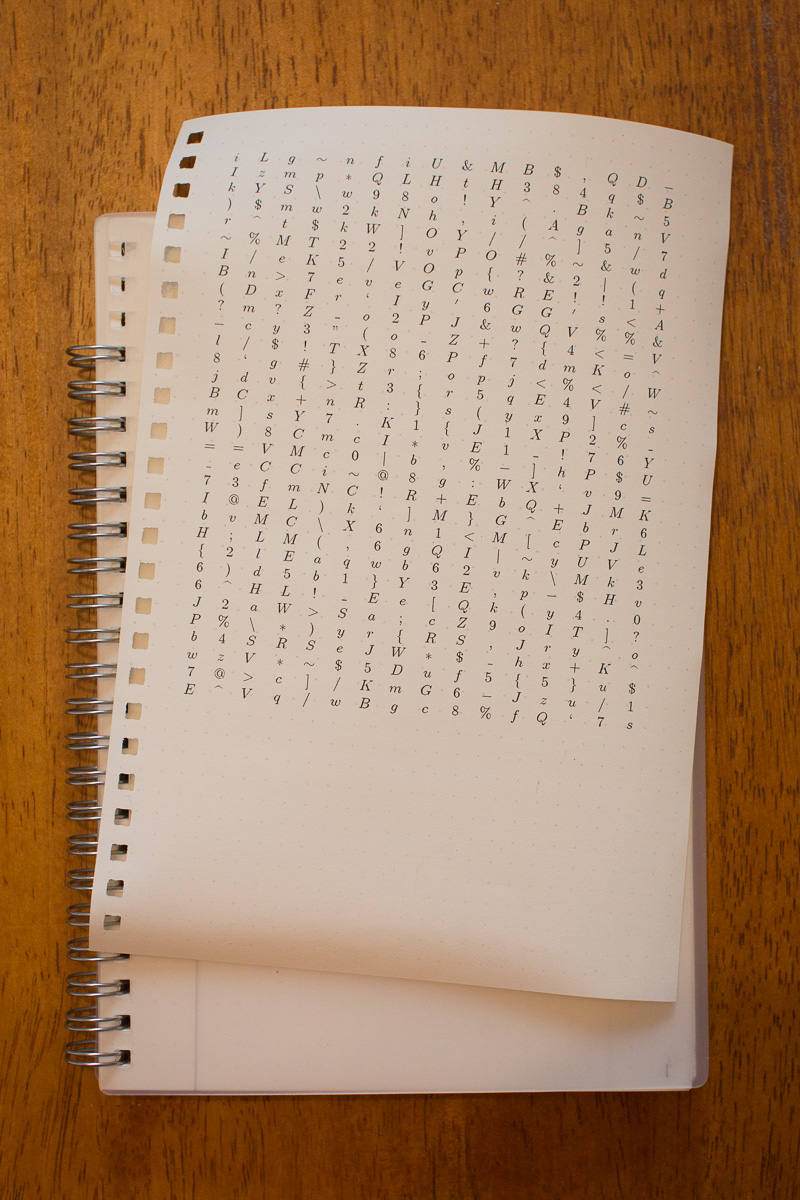 i L g ~ n f i U & M B $ , Q D –
I z m p * Q L H t H 3 8 4 q $ B
k Y S \ w 9 8 o ! Y ^ . B k ~ 5
) $ m w 2 k N h , i ( A g a n V
r ^ t $ k W ] O Y / / ^ ] 5 / 7
~ % M T 2 2 ! v P O # % ~ & w d
I / e K 5 / V O p { ? & 2 | ( q
B n > 7 e v e G C w R E ! ! 1 +
( D x F r ‘ I y ′ 6 G G ′ s < A
? m ? Z - o 2 P J & w Q V % % &
– c y 3 ” ( o - Z + ? { 4 < = V
l / $ ! T X 8 6 P f 7 d m K o ^
8 ‘ g # } Z r ; o p j < % < / W
j d v { > t 3 { r 5 q E 4 V # ~
B C x + n R : } s ( y x 9 ] c s
m ] s Y 7 . K 1 { J 1 X P 2 % -
W ) 8 C m c I * v E 1 - ! 7 6 Y
= = V M c 0 | b , % – ] h P $ U
- e C C i ~ @ 8 g : W X ‘ v 9 =
7 3 f m N C ! R + E b Q + J M K
I @ E L ) k ‘ ] M } G ^ E b r 6
b v M C \ X 6 n 1 < M [ c P J L
H ; L M ( , 6 g Q I | ~ y U V e
{ 2 l E a q w b 6 2 v k \ M k 3
6 ) d 5 b 1 } Y 3 E , p – $ H v
6 ^ H L ! - E e [ Q k ( y 4 . 0
J 2 a W > S a ; c Z 9 o I T ] ?
P % \ * ) y r { R S , J r y ^ o
b 4 S R S e J W * $ - h x + K ^
w z V * ~ $ 5 D u f 5 { 5 } u $
7 @ > c ] / K m G 6 – J z u / 1
E ^ V q / w B g c 8 % f Q ‘ 7 s